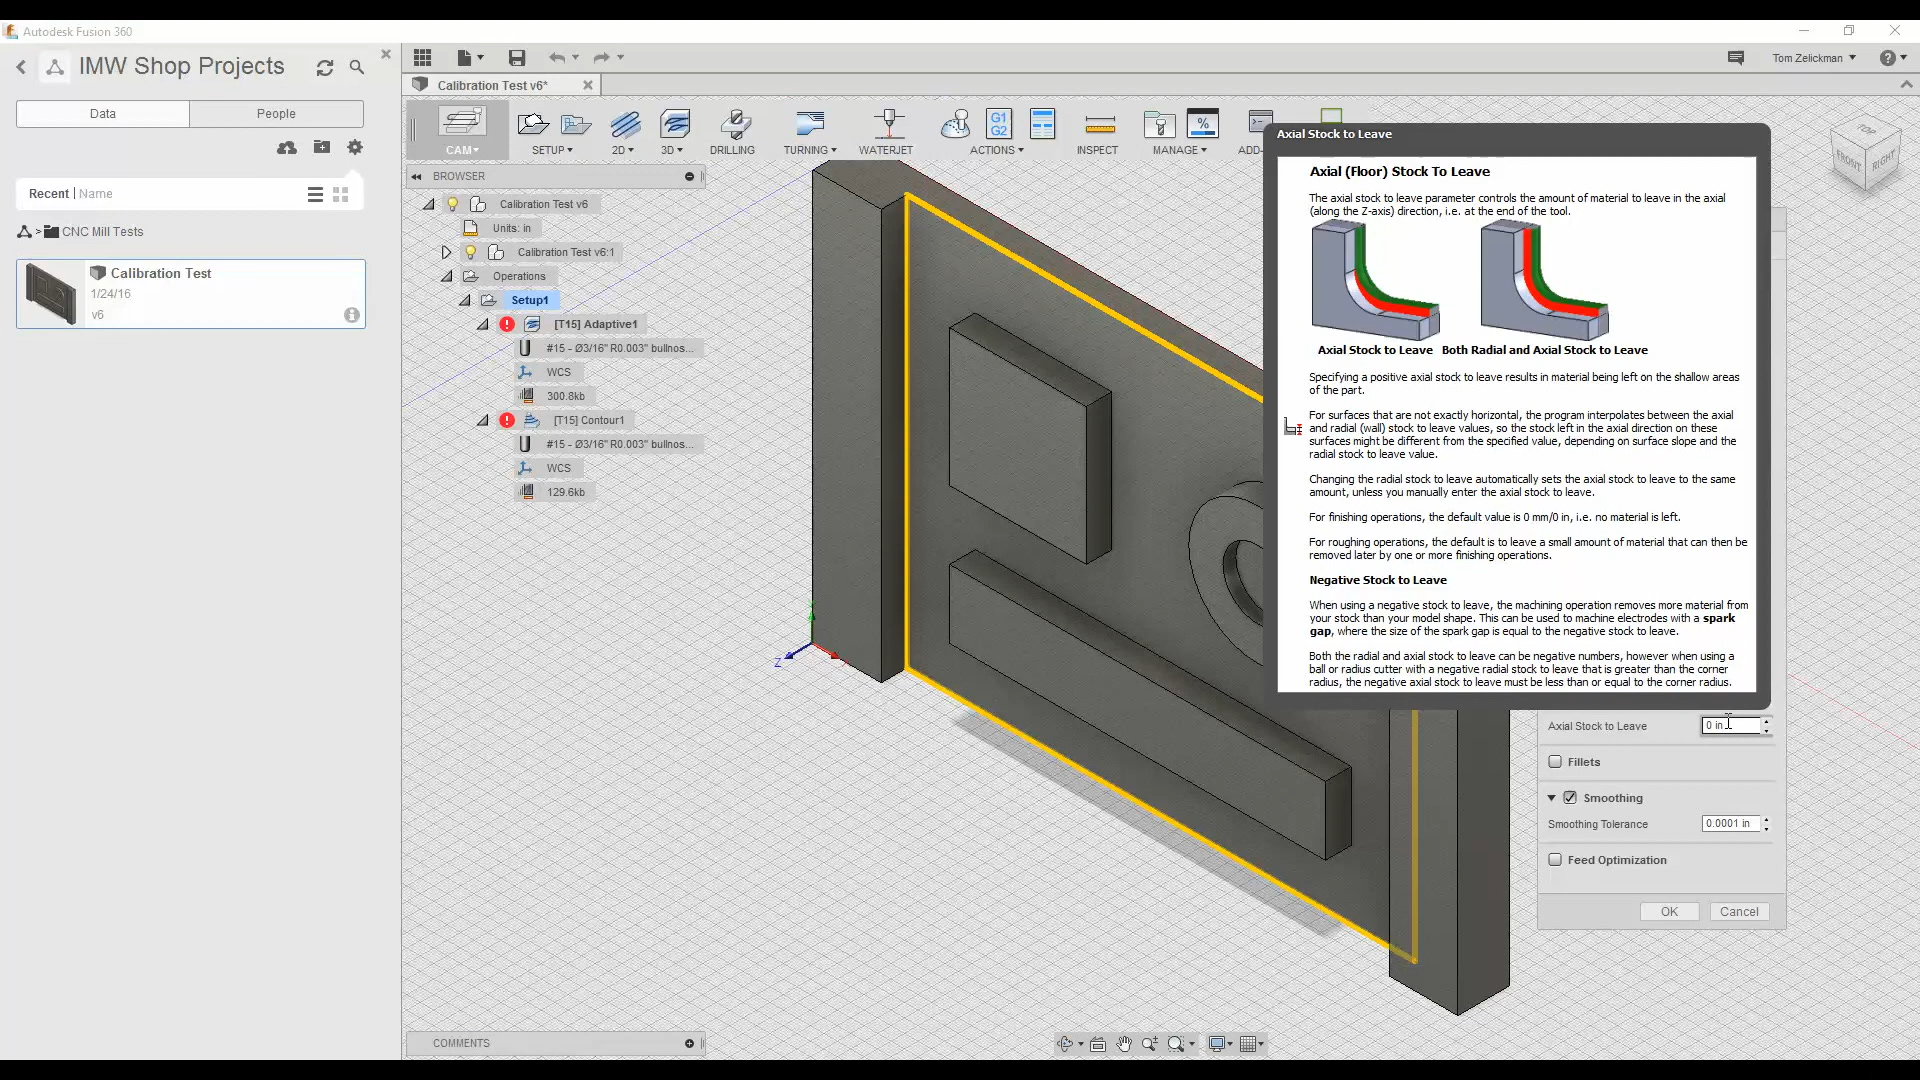 Autodesk Fusion 360
IMW Shop Projects
Data
People
Recent | Name
> CNC Mill Tests
Calibration Test
1/24/16
v6
Tom Zelickman
Calibration Test v6*
CAM
SETUP
2D
3D
DRILLING
TURNING
WATERJET
G1
G2
%
ACTIONS
INSPECT
MANAGE
ADD-
BROWSER
Calibration Test v6
Units: in
Calibration Test v6:1
Operations
Setup1
[T15] Adaptive1
#15 - Ø3/16" R0.003" bullnos...
WCS
300.8kb
[T15] Contour1
#15 - Ø3/16" R0.003" bullnos...
WCS
129.6kb
TOP
FRONT
RIGHT
Z
Axial Stock to Leave
Axial (Floor) Stock To Leave
The axial stock to leave parameter controls the amount of material to leave in the axial
(along the Z-axis) direction, i.e. at the end of the tool.
Axial Stock to Leave
Both Radial and Axial Stock to Leave
Specifying a positive axial stock to leave results in material being left on the shallow areas
of the part.
For surfaces that are not exactly horizontal, the program interpolates between the axial
and radial (wall) stock to leave values, so the stock left in the axial direction on these
surfaces might be different from the specified value, depending on surface slope and the
radial stock to leave value.
Changing the radial stock to leave automatically sets the axial stock to leave to the same
amount, unless you manually enter the axial stock to leave.
For finishing operations, the default value is 0 mm/0 in, i.e. no material is left.
For roughing operations, the default is to leave a small amount of material that can then be
removed later by one or more finishing operations.
Negative Stock to Leave
When using a negative stock to leave, the machining operation removes more material from
your stock than your model shape. This can be used to machine electrodes with a spark
gap, where the size of the spark gap is equal to the negative stock to leave.
Both the radial and axial stock to leave can be negative numbers, however when using a
ball or radius cutter with a negative radial stock to leave that is greater than the corner
radius, the negative axial stock to leave must be less than or equal to the corner radius.
Axial Stock to Leave
0 in
Fillets
Smoothing
Smoothing Tolerance
0.0001 in
Feed Optimization
OK
Cancel
COMMENTS